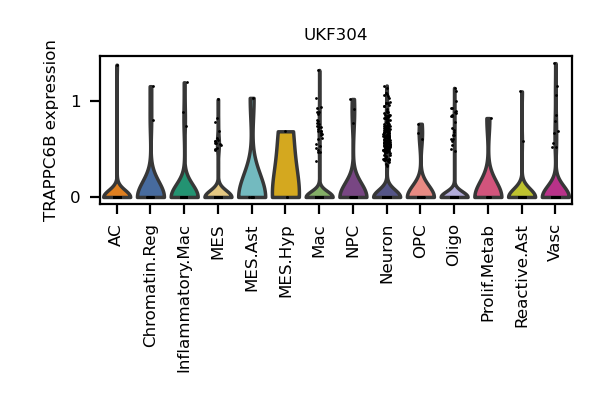 UKF304
TRAPPC6B expression
1
0
AC
Chromatin.Reg
Inflammatory.Mac
MES
MES.Ast
MES.Hyp
Mac
NPC
Neuron
OPC
Oligo
Prolif.Metab
Reactive.Ast
Vasc